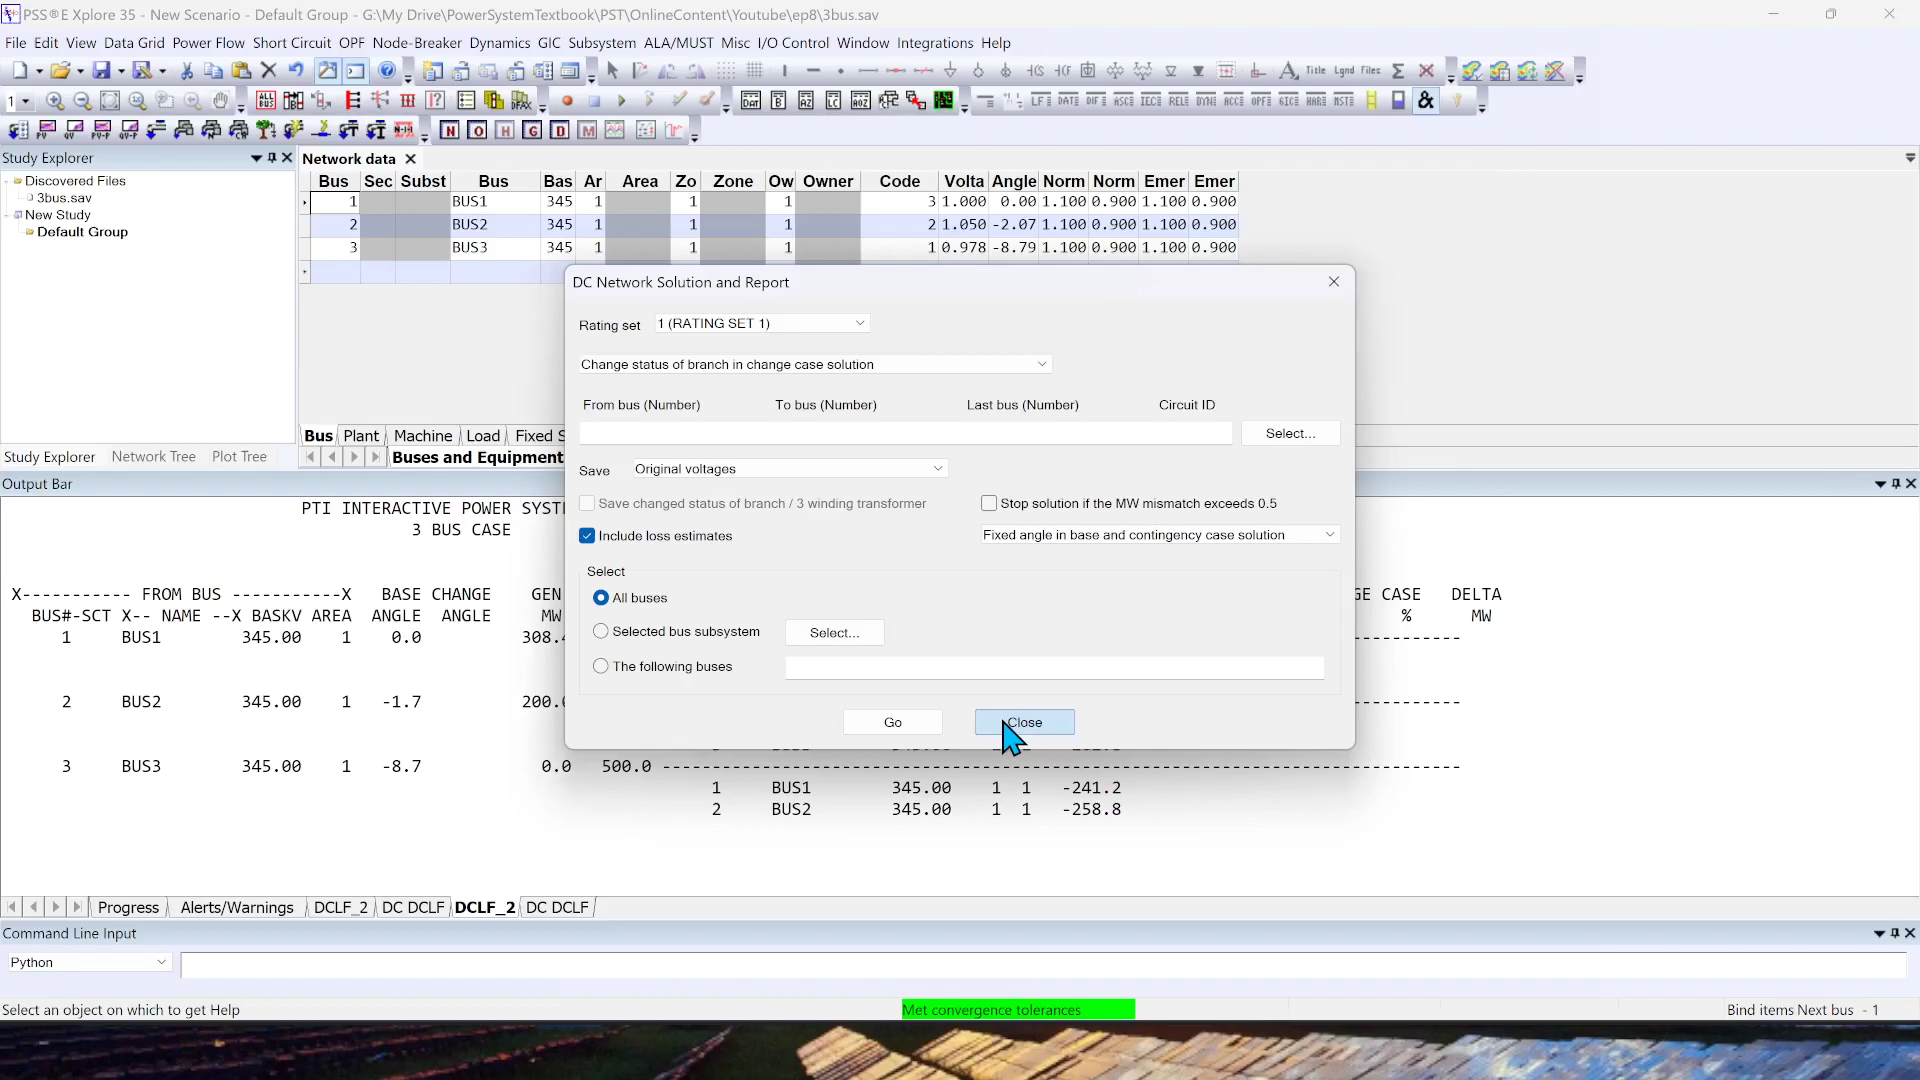 PSS®E Xplore 35 - New Scenario - Default Group - G:\My Drive\PowerSystemTextbook\PST\OnlineContent\Youtube\ep8\3bus.sav
File Edit View Data Grid Power Flow Short Circuit OPF Node-Breaker Dynamics GIC Subsystem ALA/MUST Misc I/O Control Window Integrations Help
Title Lgnd Files
1
Study Explorer
Discovered Files
3bus.sav
New Study
Default Group
Study Explorer Network Tree Plot Tree
Network data
Bus Sec Subst Bus Bas Ar Area Zo Zone Ow Owner Code Volta Angle Norm Norm Emer Emer
1 BUS1 345 1 1 1 3 1.000 0.00 1.100 0.900 1.100 0.900
2 BUS2 345 1 1 1 2 1.050 -2.07 1.100 0.900 1.100 0.900
3 BUS3 345 1 1 1 1 0.978 -8.79 1.100 0.900 1.100 0.900
Bus Plant Machine Load Fixed S
Buses and Equipment
DC Network Solution and Report
Rating set 1 (RATING SET 1)
Change status of branch in change case solution
From bus (Number) To bus (Number) Last bus (Number) Circuit ID
Select...
Save Original voltages
Save changed status of branch / 3 winding transformer
Stop solution if the MW mismatch exceeds 0.5
Include loss estimates
Fixed angle in base and contingency case solution
Select
All buses
Selected bus subsystem Select...
The following buses
Go Close
Output Bar
PTI INTERACTIVE POWER SYST
3 BUS CASE
X----------- FROM BUS -----------X BASE CHANGE GEN GE CASE DELTA
BUS#-SCT X-- NAME --X BASKV AREA ANGLE ANGLE MW % MW
1 BUS1 345.00 1 0.0 308.4
2 BUS2 345.00 1 -1.7 200.0
3 BUS3 345.00 1 -8.7 0.0 500.0
1 BUS1 345.00 1 1 -241.2
2 BUS2 345.00 1 1 -258.8
Progress Alerts/Warnings DCLF_2 DC DCLF DCLF_2 DC DCLF
Command Line Input
Python
Select an object on which to get Help
Met convergence tolerances
Bind items Next bus - 1